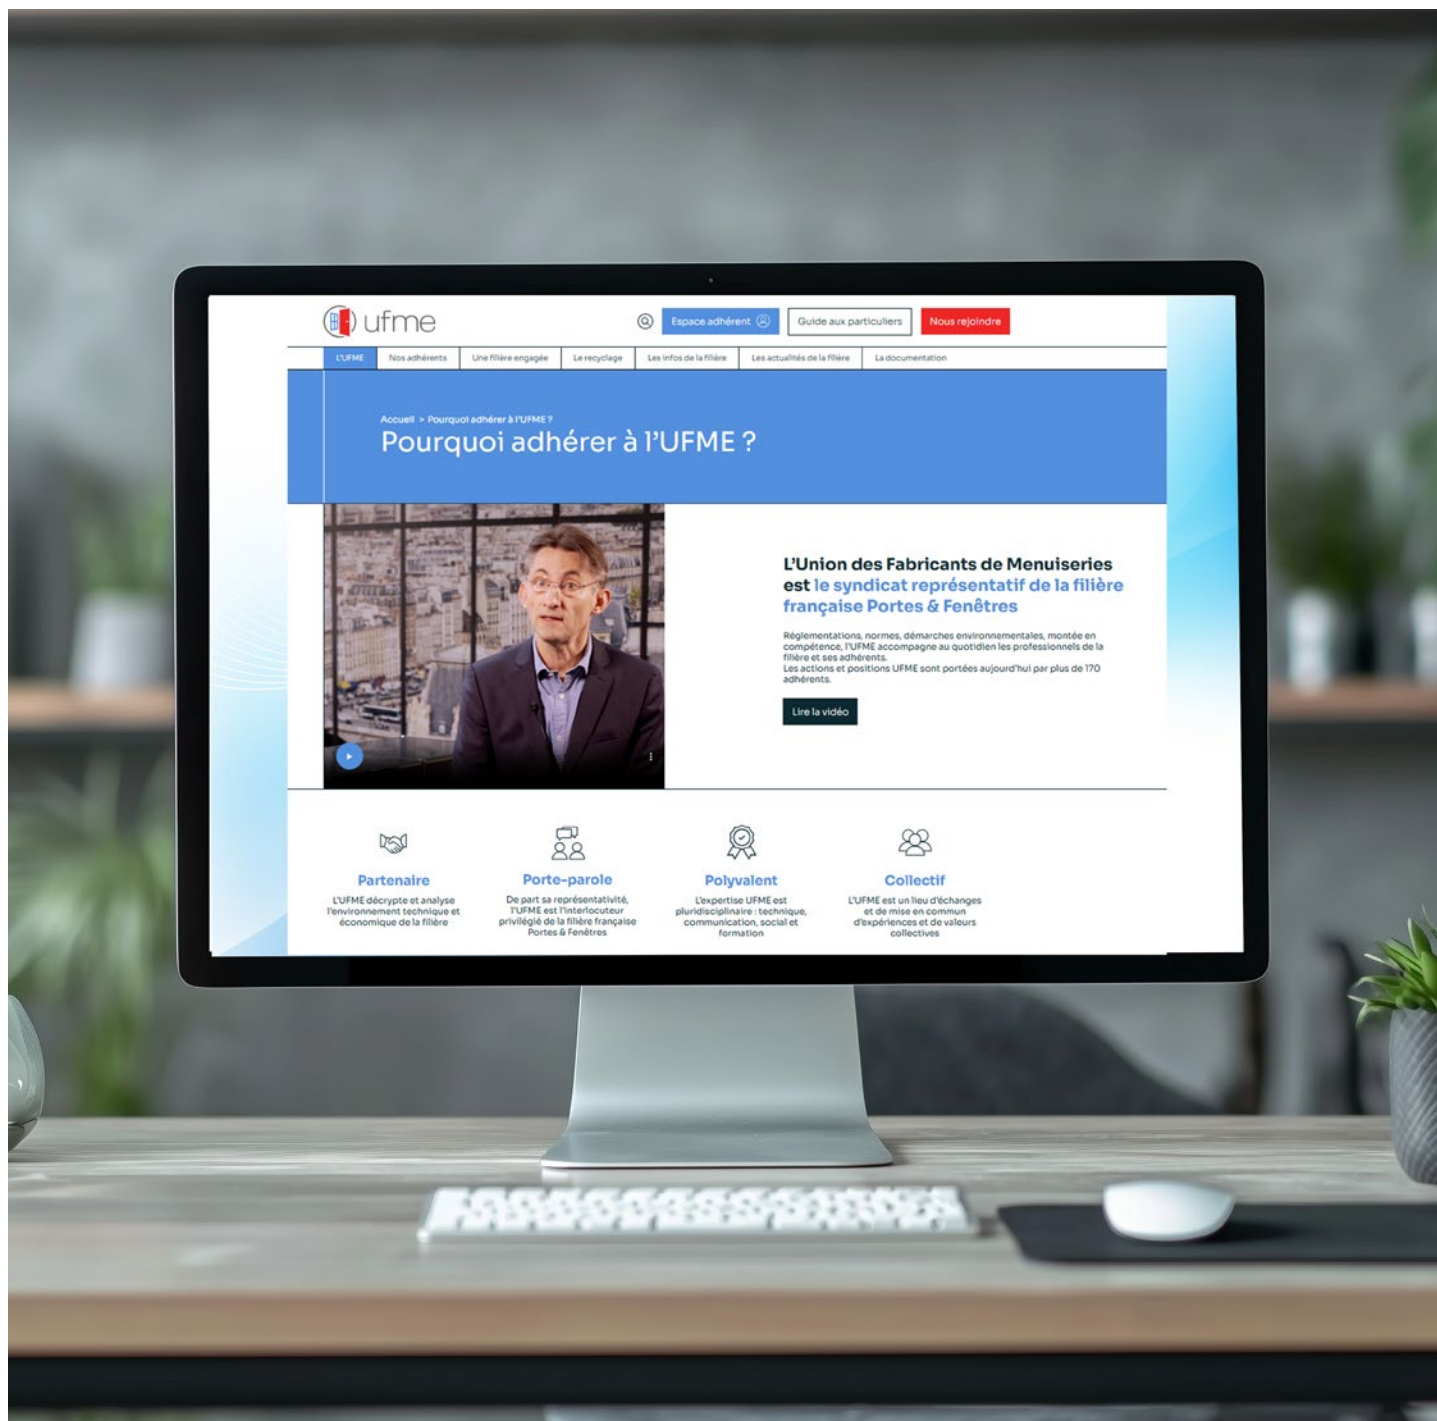 ufme
Espace adhérent
Guide aux particuliers
Nous rejoindre
L'UFME
Nos adhérents
Une filière engagée
Le recyclage
Les infos de la filière
Les actualités de la filière
La documentation
Accueil > Pourquoi adhérer à l'UFME ?
Pourquoi adhérer à l'UFME ?
L'Union des Fabricants de Menuiseries
est le syndicat représentatif de la filière
française Portes & Fenêtres
Réglementations, normes, démarches environnementales, montée en
compétence, l'UFME accompagne au quotidien les professionnels de la
filière et ses adhérents.
Les actions et positions UFME sont portées aujourd'hui par plus de 170
adhérents.
Lire la vidéo
Partenaire
L'UFME décrypte et analyse
l'environnement technique et
économique de la filière
Porte-parole
De part sa représentativité,
l'UFME est l'interlocuteur
privilégié de la filière française
Portes & Fenêtres
Polyvalent
L'expertise UFME est
pluridisciplinaire : technique,
communication, social et
formation
Collectif
L'UFME est un lieu d'échanges
et de mise en commun
d'expériences et de valeurs
collectives